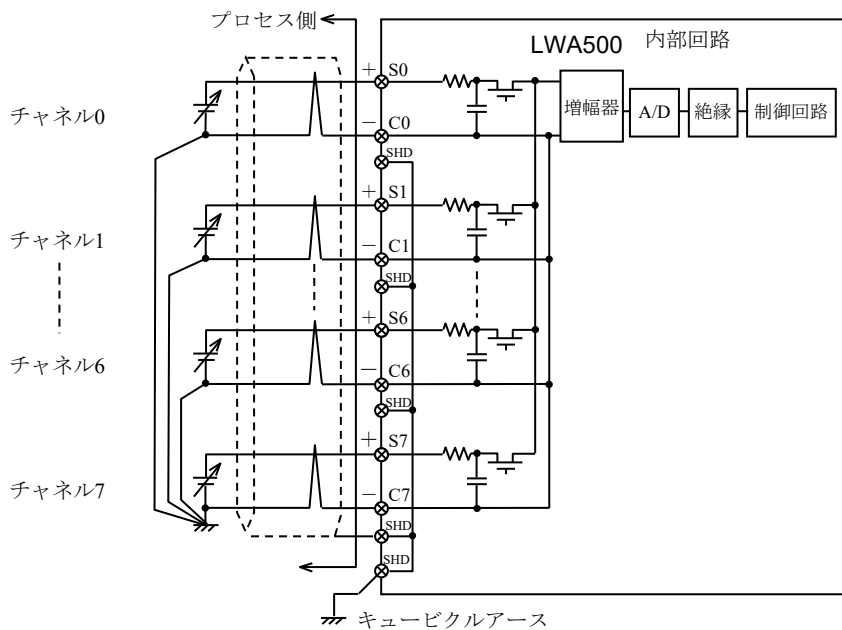 プロセス側
LWA500 内部回路
チャネル0
+ S0
− C0
SHD
増幅器
A/D
絶縁
制御回路
チャネル1
+ S1
− C1
SHD
チャネル6
+ S6
− C6
SHD
チャネル7
+ S7
− C7
SHD
SHD
キュービクルアース